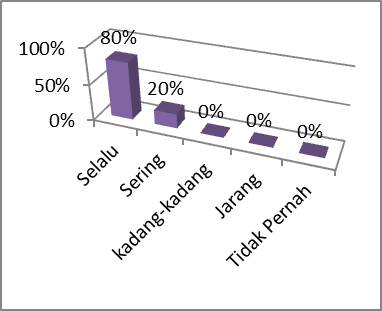 100%
50%
0%
80%
20%
0%
0%
0%
Selalu
Sering
kadang-kadang
Jarang
Tidak Pernah